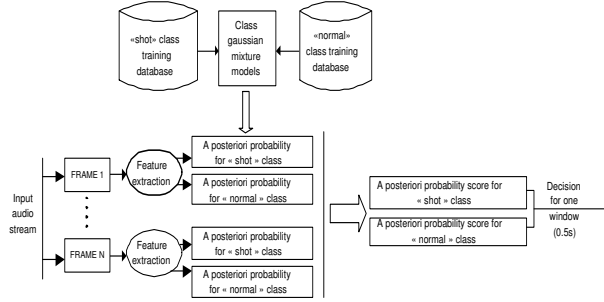 «shot» class
training
database
Class
gaussian
mixture
models
«normal»
class training
database
Input
audio
stream
FRAME 1
Feature
extraction
A posteriori probability
for « shot » class
A posteriori probability
for « normal » class
FRAME N
Feature
extraction
A posteriori probability
for « shot » class
A posteriori probability
for « normal » class
A posteriori probability score for
« shot » class
A posteriori probability score for
« normal » class
Decision
for one
window
(0.5s)